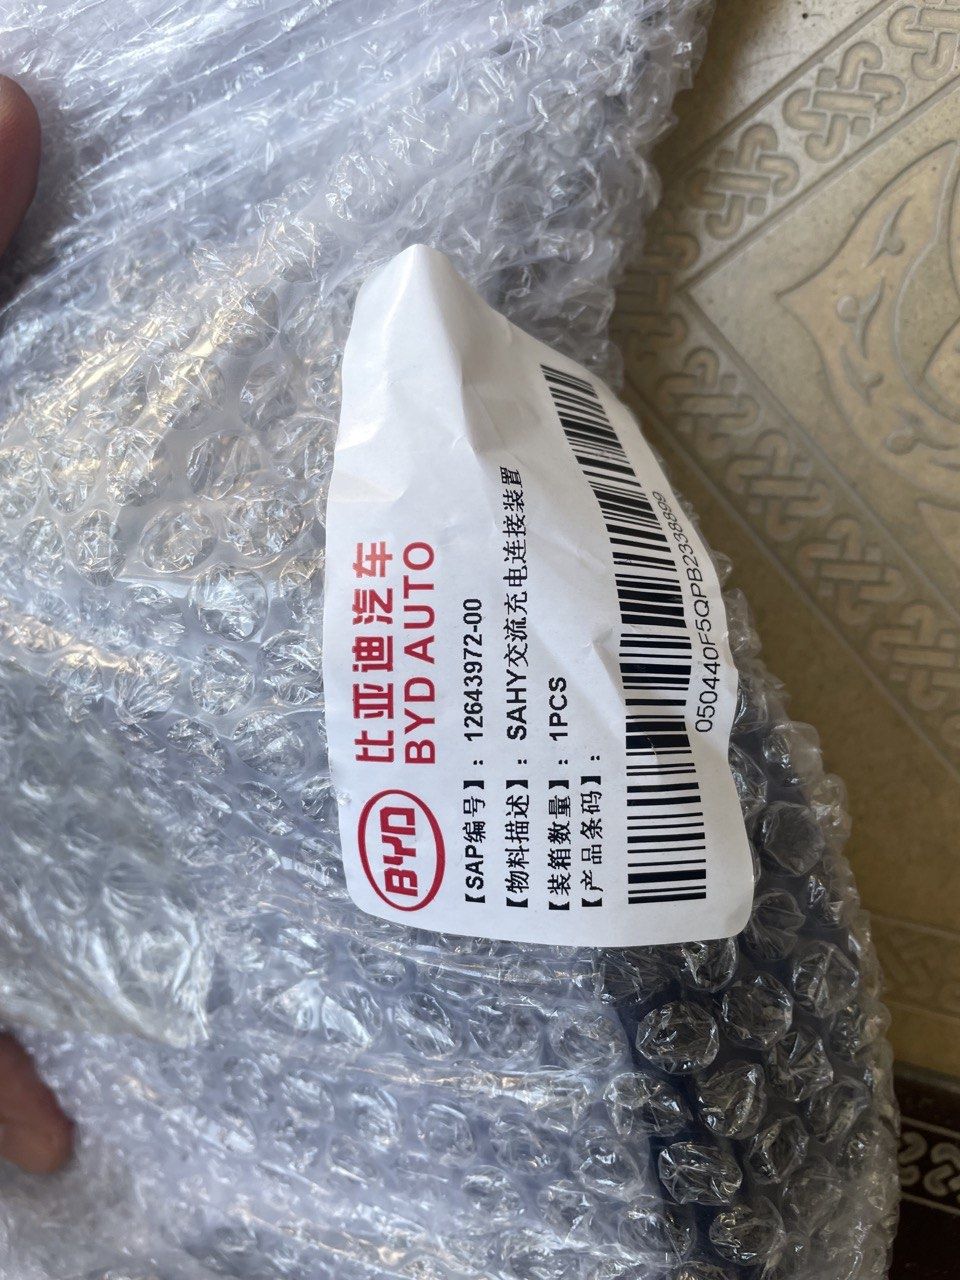 BYD
比亚迪汽车
BYD AUTO
【SAP编号】：12643972-00
【物料描述】：SAHY交流充电连接装置
【装箱数量】：1PCS
【产品条码】：
050440F5QPB2338899